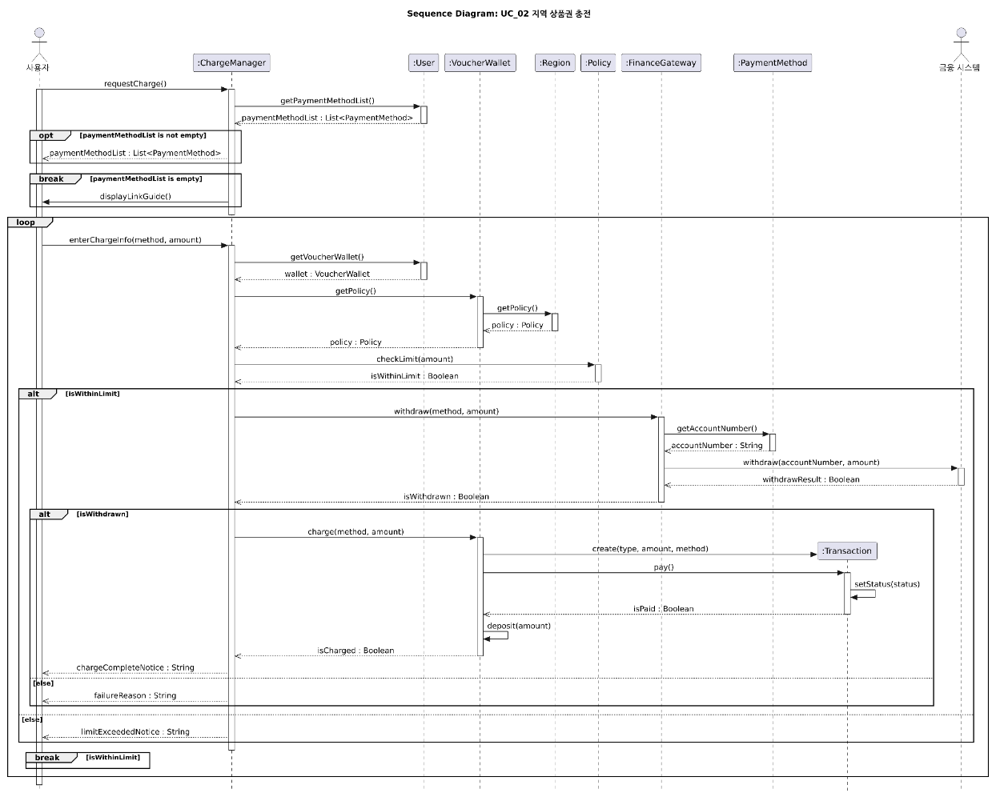 Sequence Diagram: UC_02 지역 상품권 충전
사용자
:ChargeManager
:User
:VoucherWallet
:Region
:Policy
:FinanceGateway
:PaymentMethod
금융 시스템
requestCharge()
getPaymentMethodList()
paymentMethodList : List<PaymentMethod>
opt [paymentMethodList is not empty]
paymentMethodList : List<PaymentMethod>
break [paymentMethodList is empty]
displayLinkGuide()
loop
enterChargeInfo(method, amount)
getVoucherWallet()
wallet : VoucherWallet
getPolicy()
getPolicy()
policy : Policy
policy : Policy
checkLimit(amount)
isWithinLimit : Boolean
alt [isWithinLimit]
withdraw(method, amount)
getAccountNumber()
accountNumber : String
withdraw(accountNumber, amount)
withdrawResult : Boolean
isWithdrawn : Boolean
alt [isWithdrawn]
charge(method, amount)
create(type, amount, method)
:Transaction
pay()
setStatus(status)
isPaid : Boolean
deposit(amount)
isCharged : Boolean
chargeCompleteNotice : String
[else]
failureReason : String
[else]
limitExceededNotice : String
break [isWithinLimit]